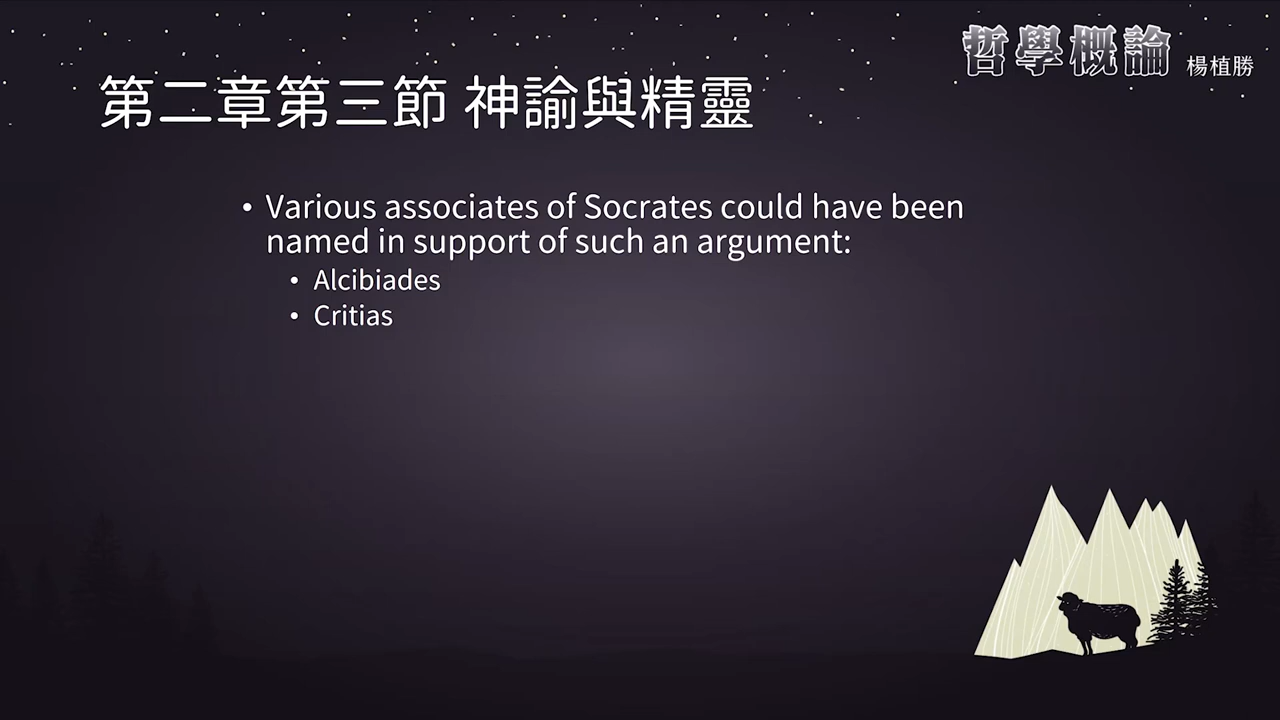 哲學概論 楊植勝
第二章第三節 神諭與精靈
• Various associates of Socrates could have been
named in support of such an argument:
• Alcibiades
• Critias